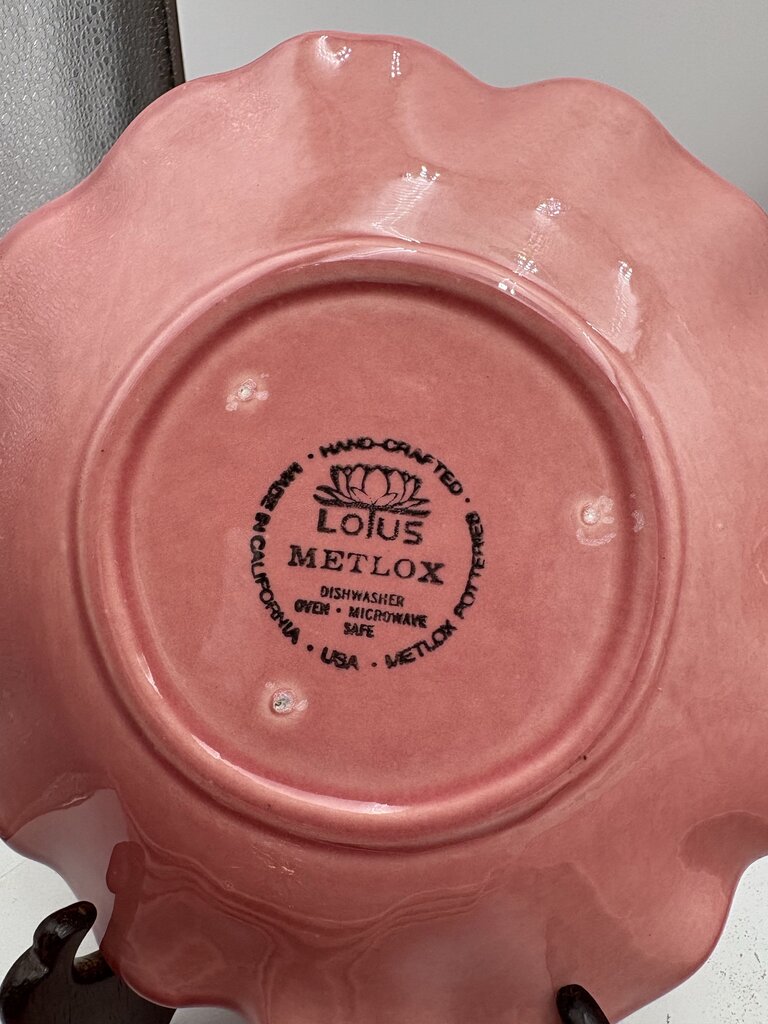 MADE IN CALIFORNIA • HAND-CRAFTED • METLOX POTTERIES • USA •
LOTUS
METLOX
DISHWASHER
OVEN • MICROWAVE
SAFE